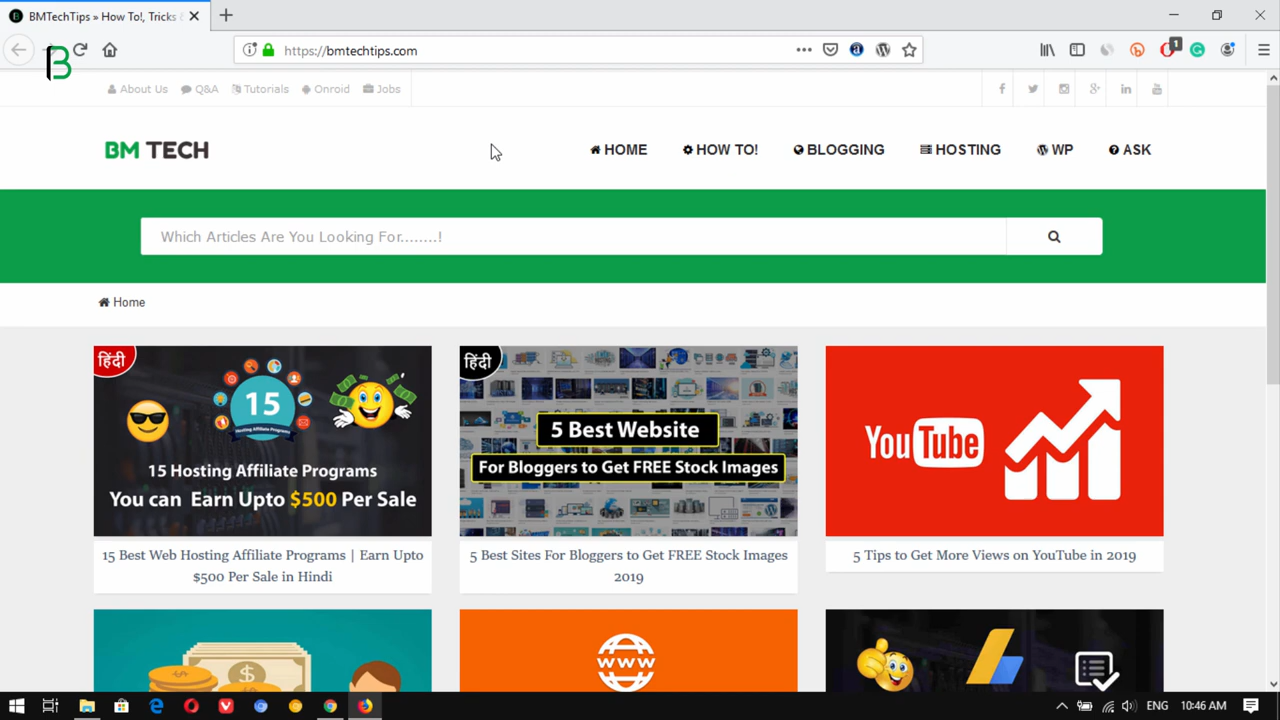 BMTechTips » How To!, Tricks
https://bmtechtips.com
1
About Us Q&A Tutorials Onroid Jobs
BM TECH
HOME HOW TO! BLOGGING HOSTING WP ASK
Which Articles Are You Looking For........!
Home
हिंदी
15
Hosting Affiliate Programs
15 Hosting Affiliate Programs
You can Earn Upto $500 Per Sale
15 Best Web Hosting Affiliate Programs | Earn Upto
$500 Per Sale in Hindi
हिंदी
5 Best Website
For Bloggers to Get FREE Stock Images
5 Best Sites For Bloggers to Get FREE Stock Images
2019
YouTube
5 Tips to Get More Views on YouTube in 2019
www
ENG 10:46 AM